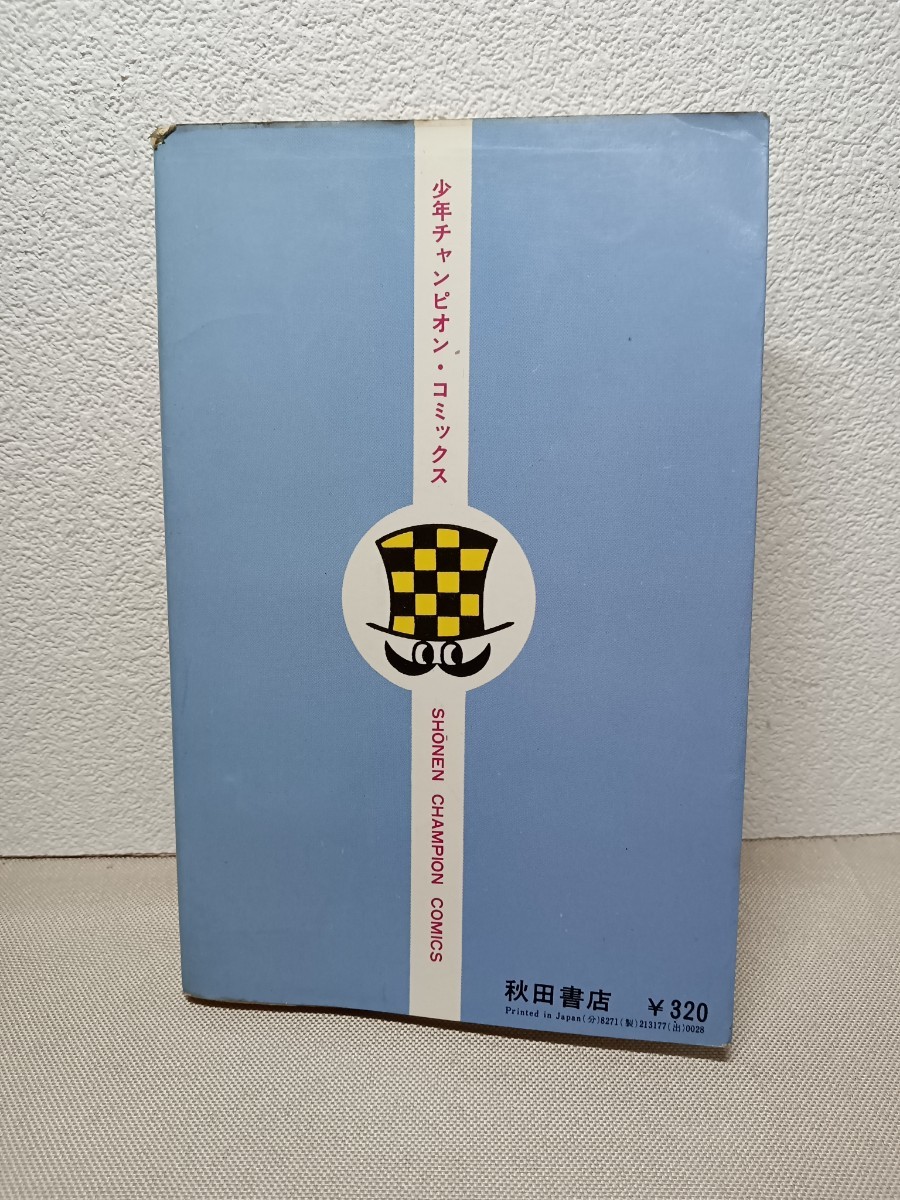 少年チャンピオン・コミックス
SHŌNEN CHAMPION COMICS
秋田書店 ¥320
Printed in Japan(分)8271(製)213177(出)0028